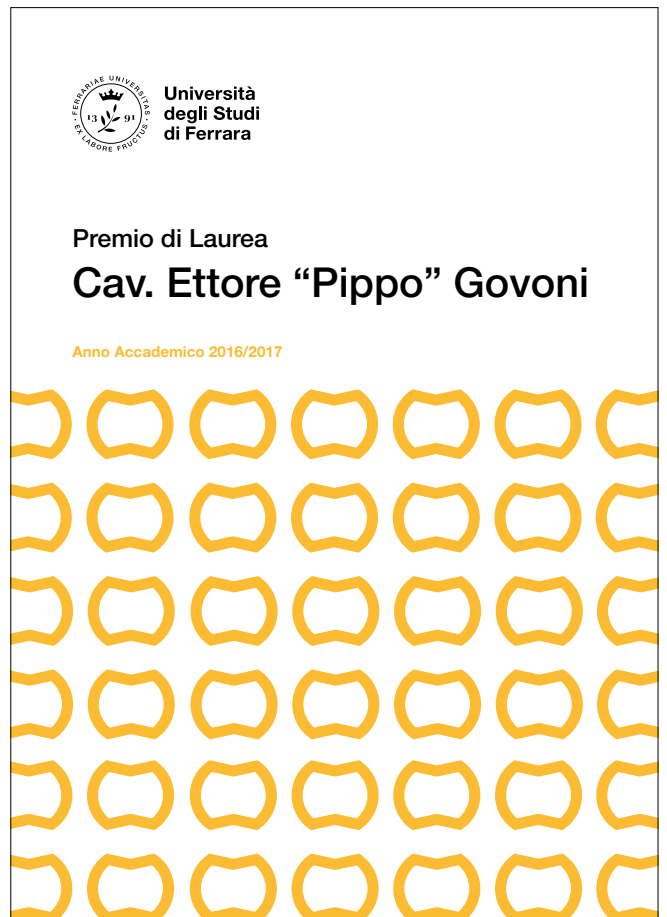 FERRARIAE UNIVERSITAS
· EX LABORE FRUCTUS ·
13 91
Università
degli Studi
di Ferrara
Premio di Laurea
Cav. Ettore “Pippo” Govoni
Anno Accademico 2016/2017